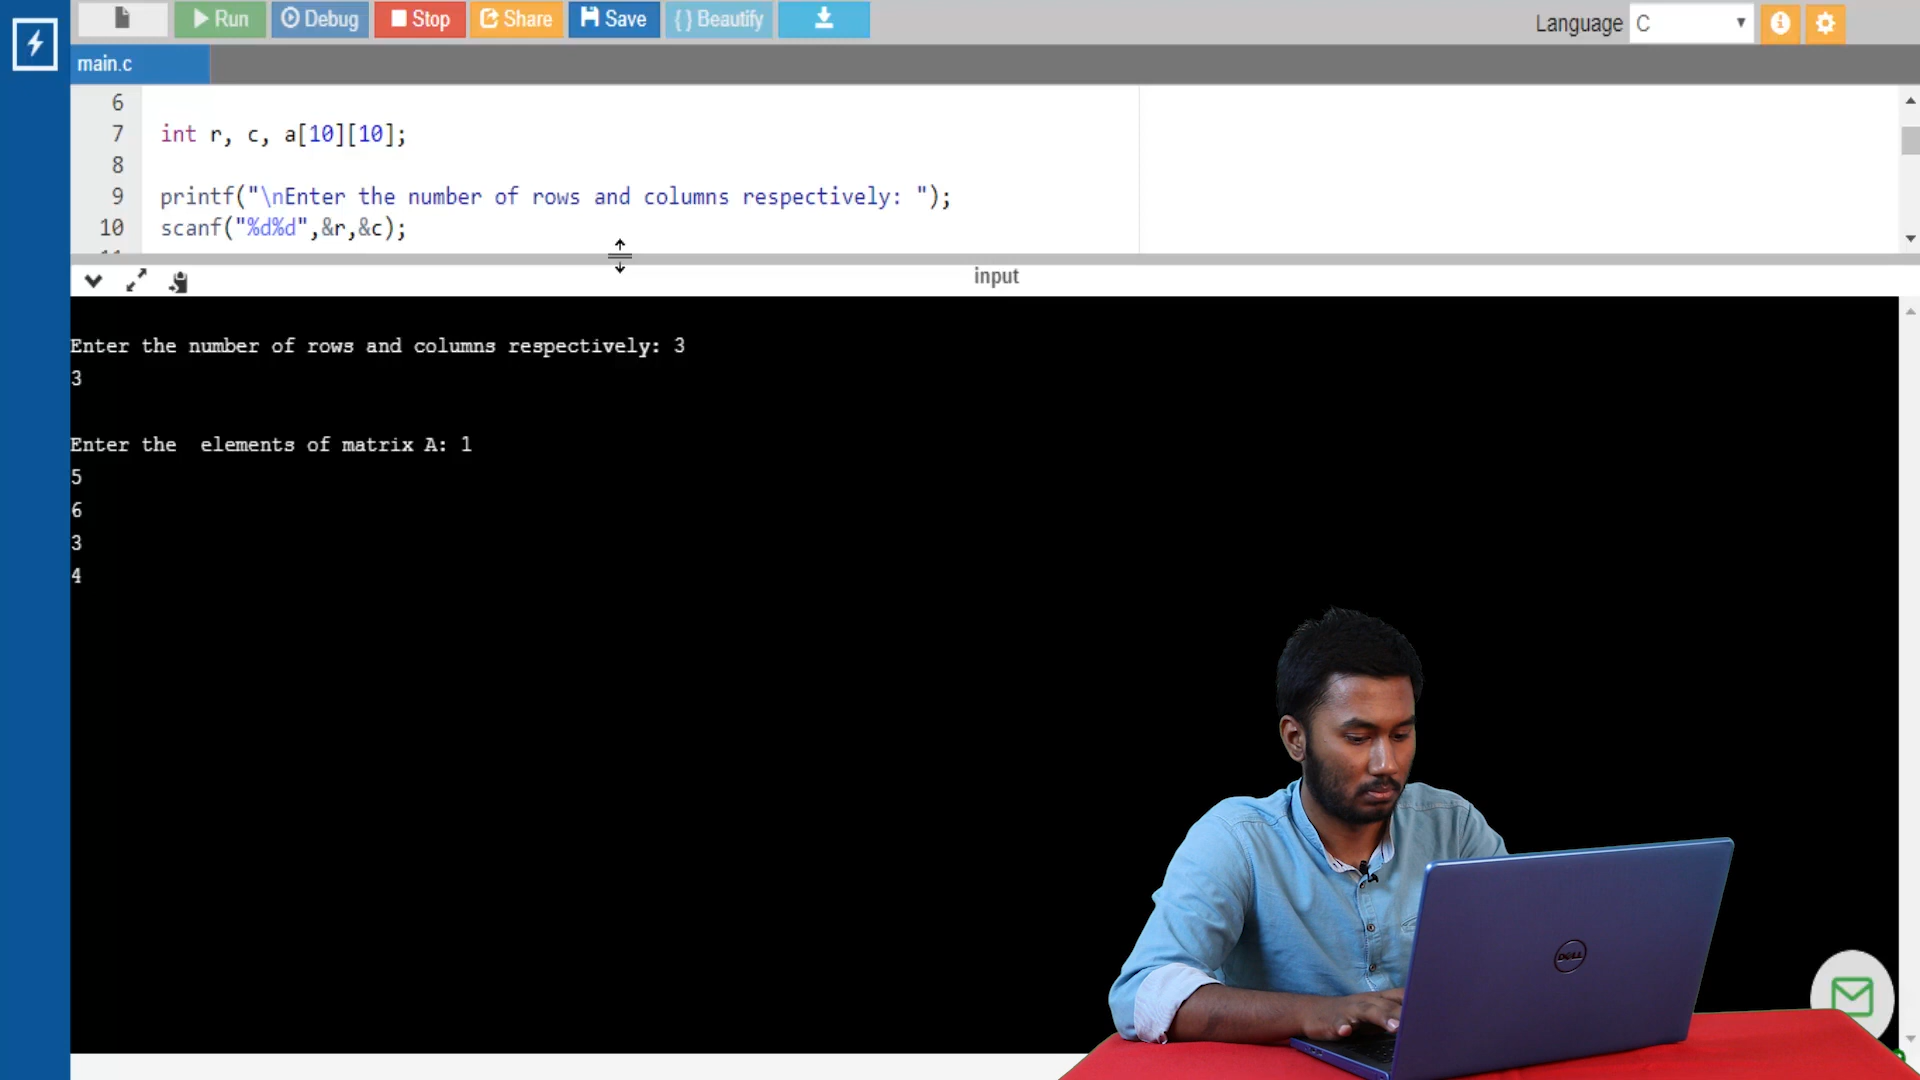 Run Debug Stop Share Save { } Beautify Language C
main.c
6
7 int r, c, a[10][10];
8
9 printf("\nEnter the number of rows and columns respectively: ");
10 scanf("%d%d",&r,&c);
input
Enter the number of rows and columns respectively: 3
3
Enter the  elements of matrix A: 1
5
6
3
4
DELL